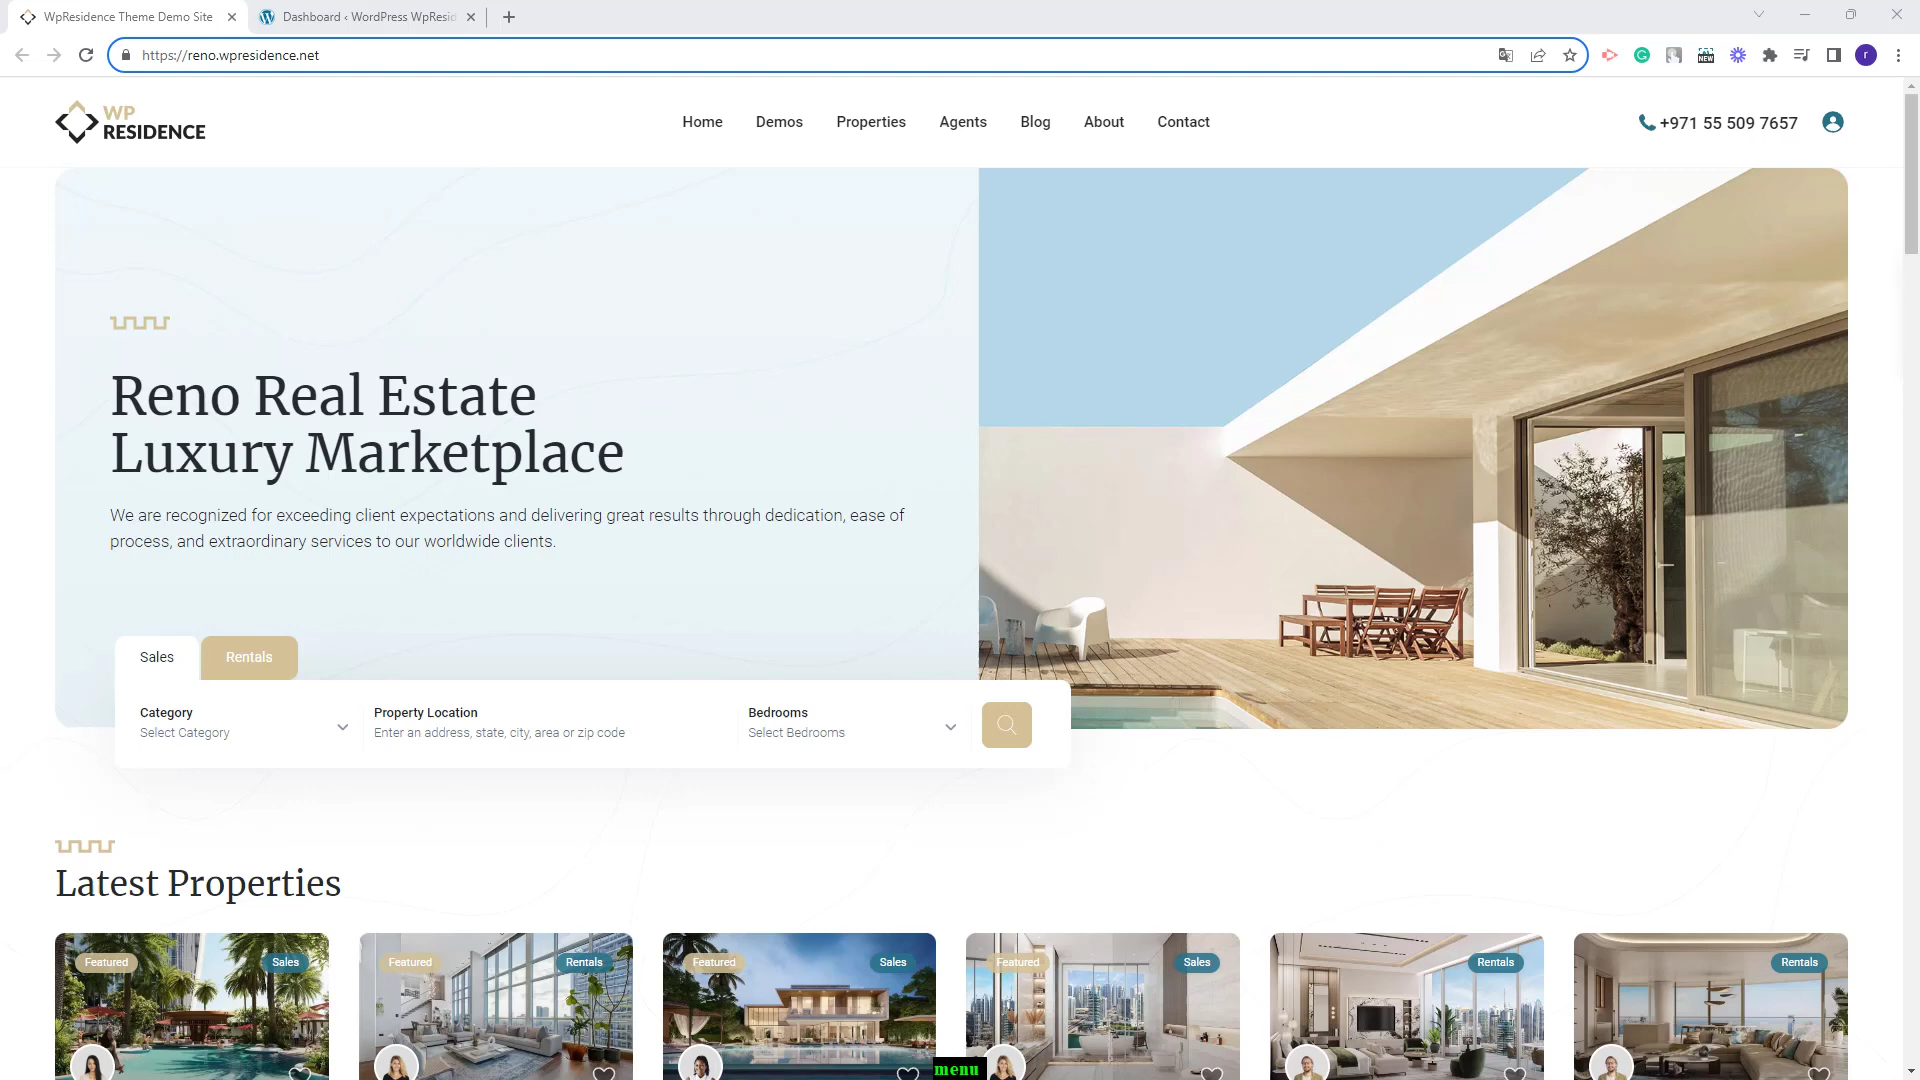 WpResidence Theme Demo Site
Dashboard ‹ WordPress WpResid
https://reno.wpresidence.net
NEW
r
WP
RESIDENCE
Home
Demos
Properties
Agents
Blog
About
Contact
+971 55 509 7657
Reno Real Estate
Luxury Marketplace
We are recognized for exceeding client expectations and delivering great results through dedication, ease of
process, and extraordinary services to our worldwide clients.
Sales
Rentals
Category
Select Category
Property Location
Enter an address, state, city, area or zip code
Bedrooms
Select Bedrooms
Latest Properties
Featured
Sales
Featured
Rentals
Featured
Sales
Featured
Sales
Rentals
Rentals
menu